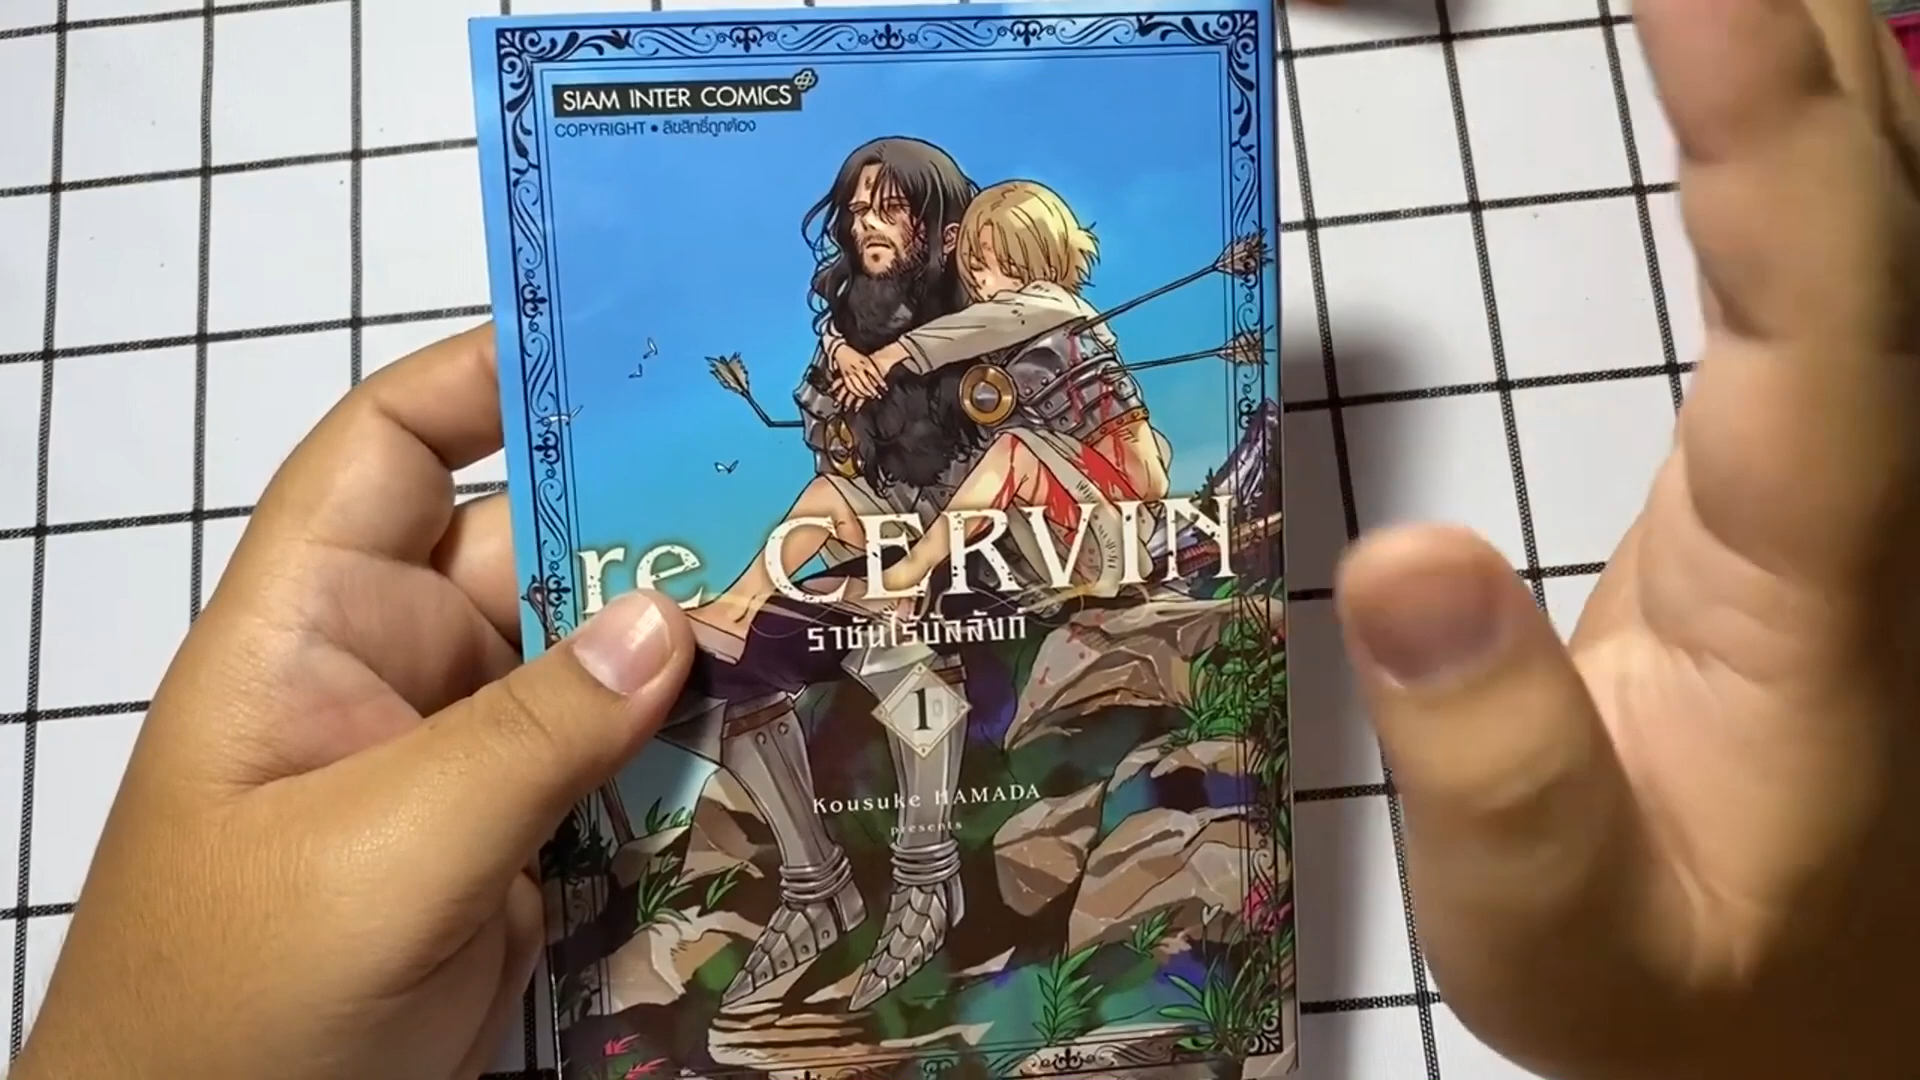 SIAM INTER COMICS
COPYRIGHT • ลิขสิทธิ์ถูกต้อง
re CERVIN
ราชันไร้บัลลังก์
1
Kousuke HAMADA
presents